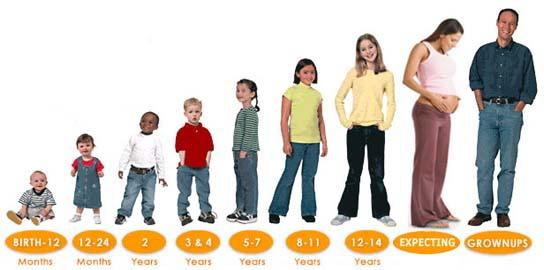 BIRTH-12 12-24 2 3 & 4 5-7 8-11 12-14 EXPECTING GROWNUPS
Months Months Years Years Years Years Years